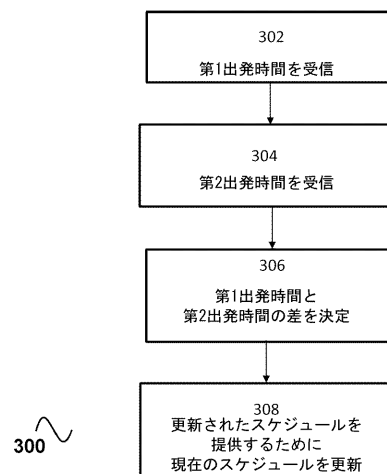 302
第1出発時間を受信
304
第2出発時間を受信
306
第1出発時間と
第2出発時間の差を決定
308
更新されたスケジュールを
提供するために
現在のスケジュールを更新
300